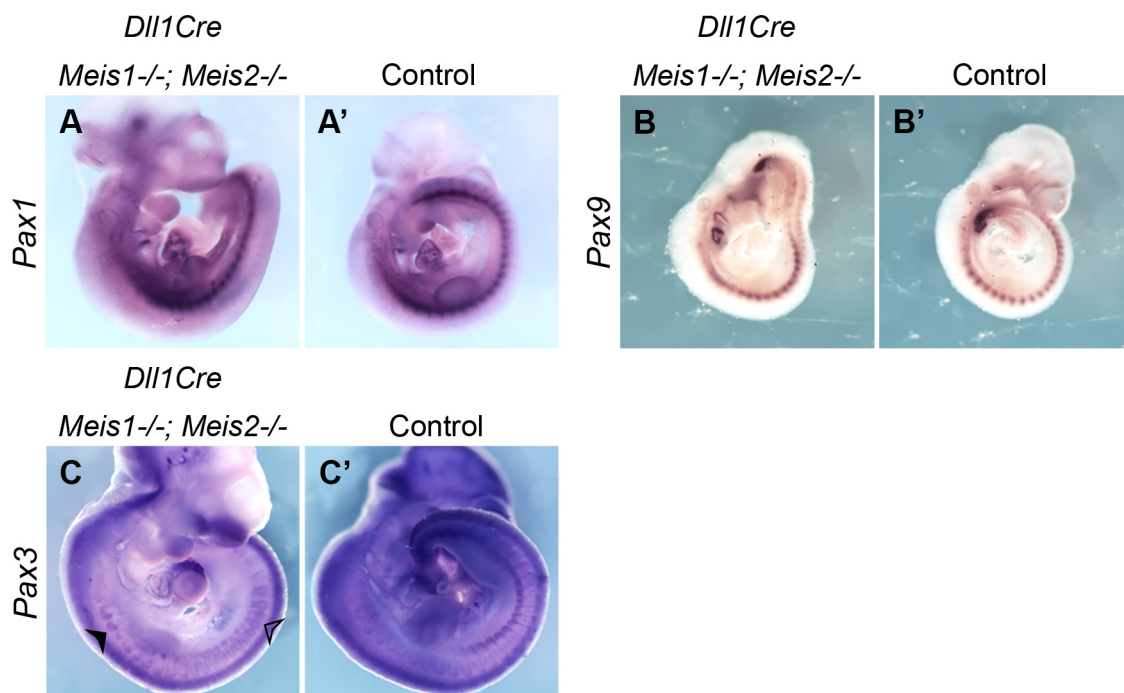 Dll1Cre
Meis1-/-; Meis2-/- Control
A A'
Pax1
Dll1Cre
Meis1-/-; Meis2-/- Control
B B'
Pax9
Dll1Cre
Meis1-/-; Meis2-/- Control
C C'
Pax3